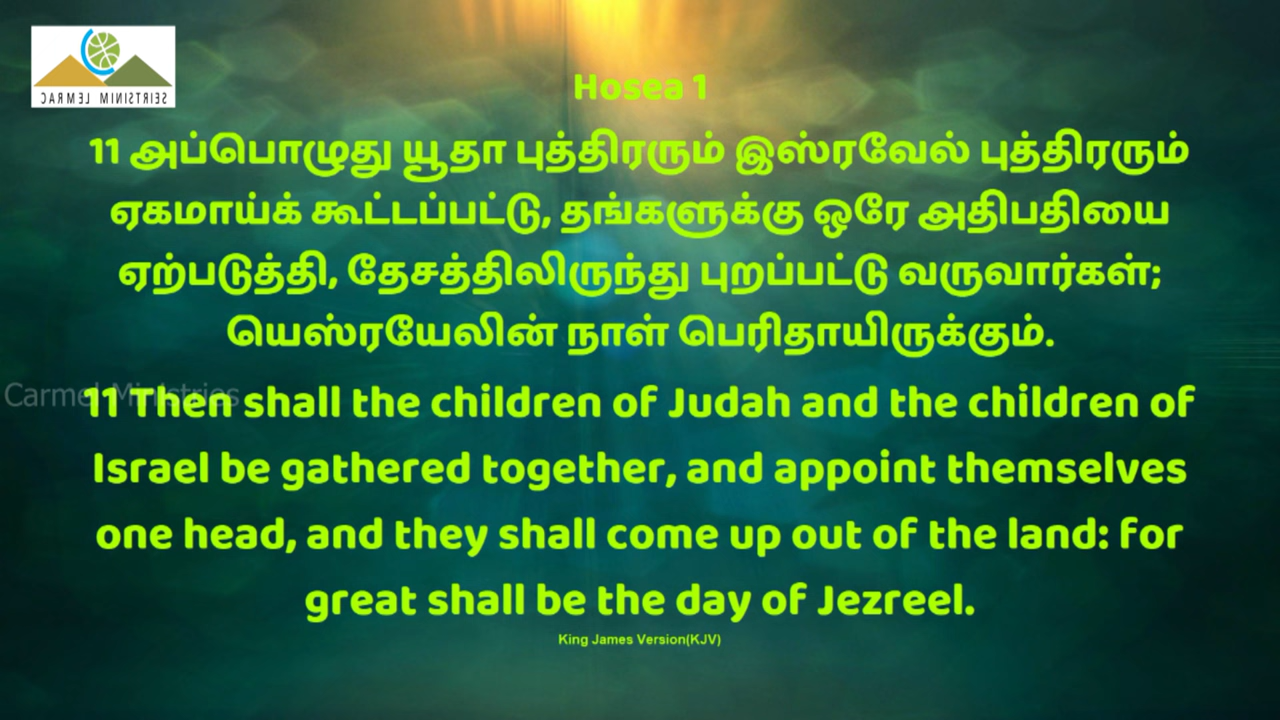 CARMEL MINISTRIES
Hosea 1
11 அப்பொழுது யூதா புத்திரரும் இஸ்ரவேல் புத்திரரும்
ஏகமாய்க் கூட்டப்பட்டு, தங்களுக்கு ஒரே அதிபதியை
ஏற்படுத்தி, தேசத்திலிருந்து புறப்பட்டு வருவார்கள்;
யெஸ்ரயேலின் நாள் பெரிதாயிருக்கும்.
Carmel Ministries
11 Then shall the children of Judah and the children of
Israel be gathered together, and appoint themselves
one head, and they shall come up out of the land: for
great shall be the day of Jezreel.
King James Version(KJV)